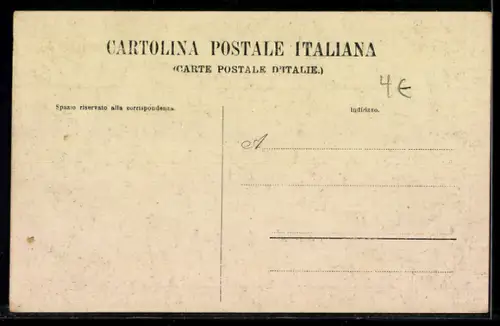 CARTOLINA POSTALE ITALIANA
(CARTE POSTALE D'ITALIE.)
4€
Spazio riservato alla corrispondenza.
Indirizzo.
A